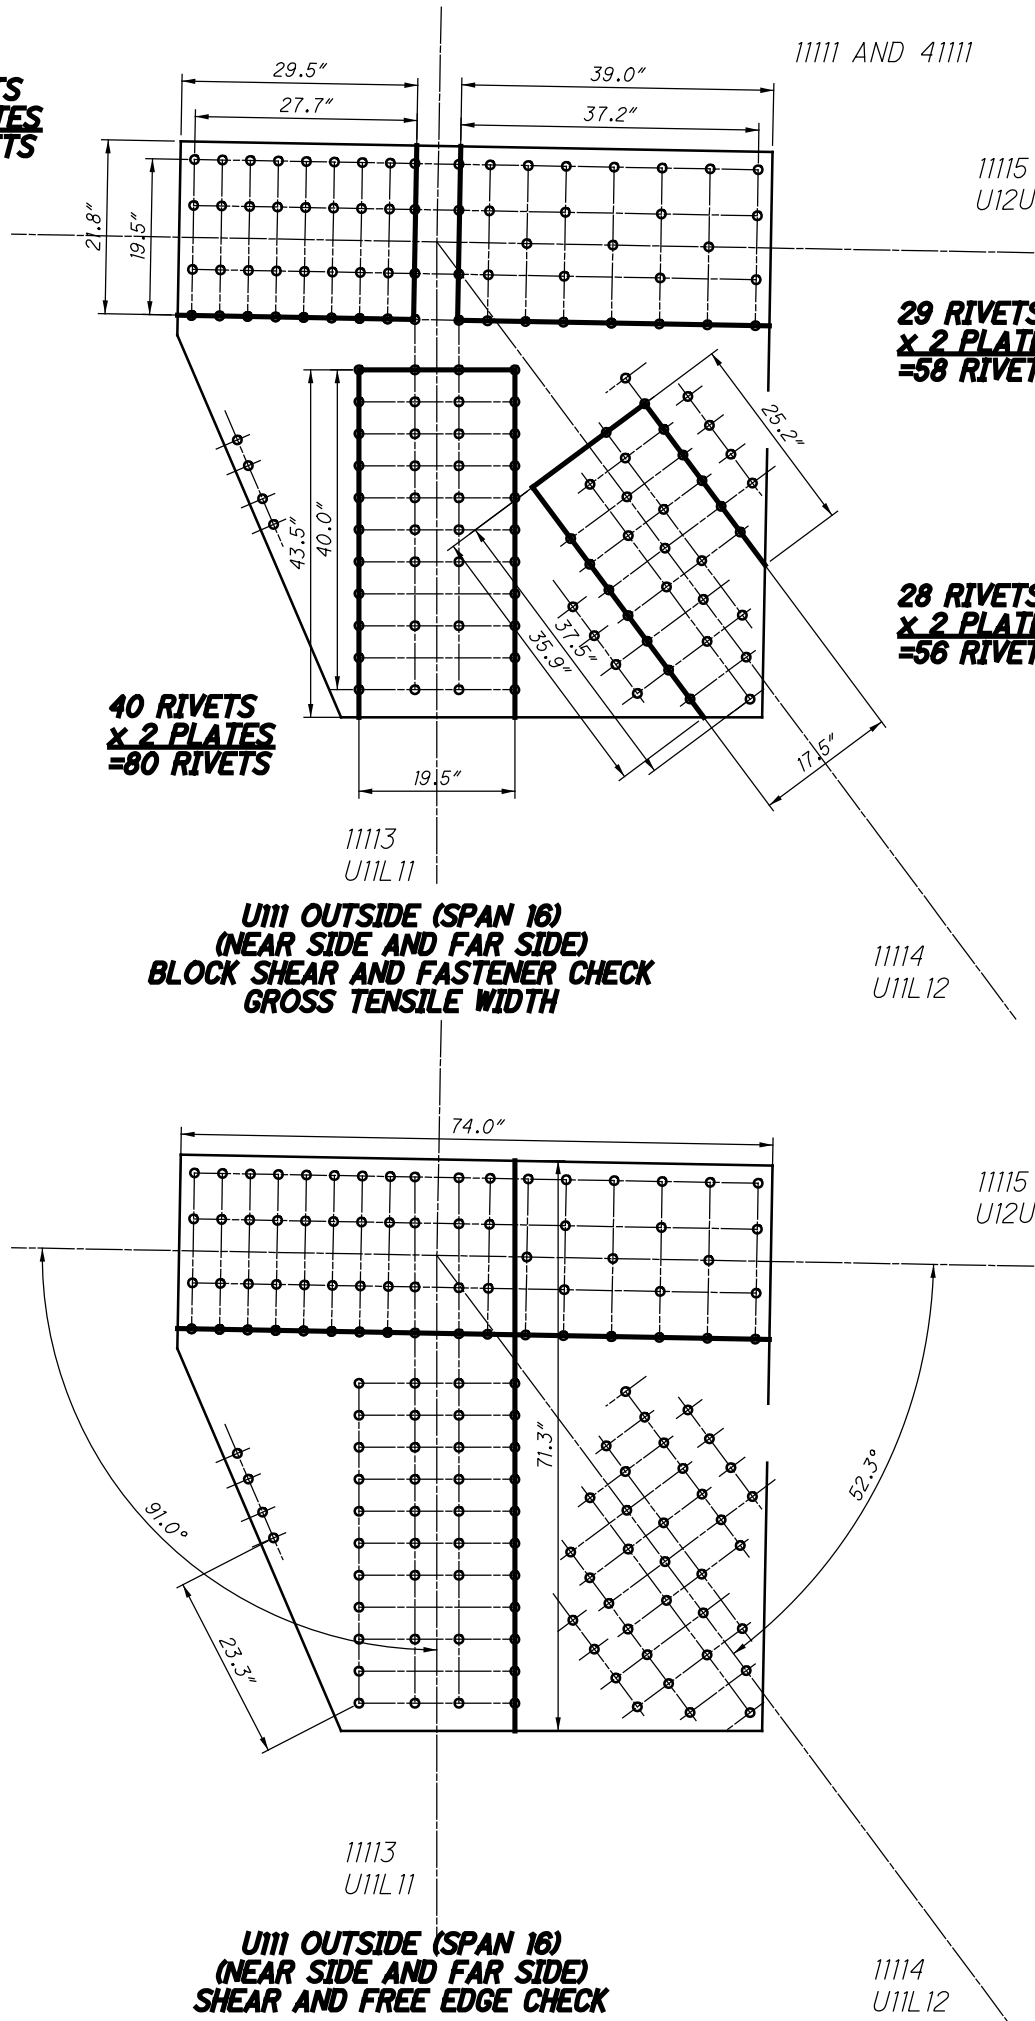 11111 AND 41111
TS
TES
TS
29.5"
39.0"
27.7"
37.2"
21.8"
19.5"
11115
U12U
29 RIVETS
x 2 PLATE
=58 RIVET
25.2"
43.5"
40.0"
37.5"
35.9"
28 RIVETS
x 2 PLATE
=56 RIVET
40 RIVETS
x 2 PLATES
=80 RIVETS
17.5"
19.5"
11113
U11L11
U111 OUTSIDE (SPAN 16)
(NEAR SIDE AND FAR SIDE)
BLOCK SHEAR AND FASTENER CHECK
GROSS TENSILE WIDTH
11114
U11L12
74.0"
11115
U12U
71.3"
52.3°
91.0°
23.3"
11113
U11L11
U111 OUTSIDE (SPAN 16)
(NEAR SIDE AND FAR SIDE)
SHEAR AND FREE EDGE CHECK
11114
U11L12